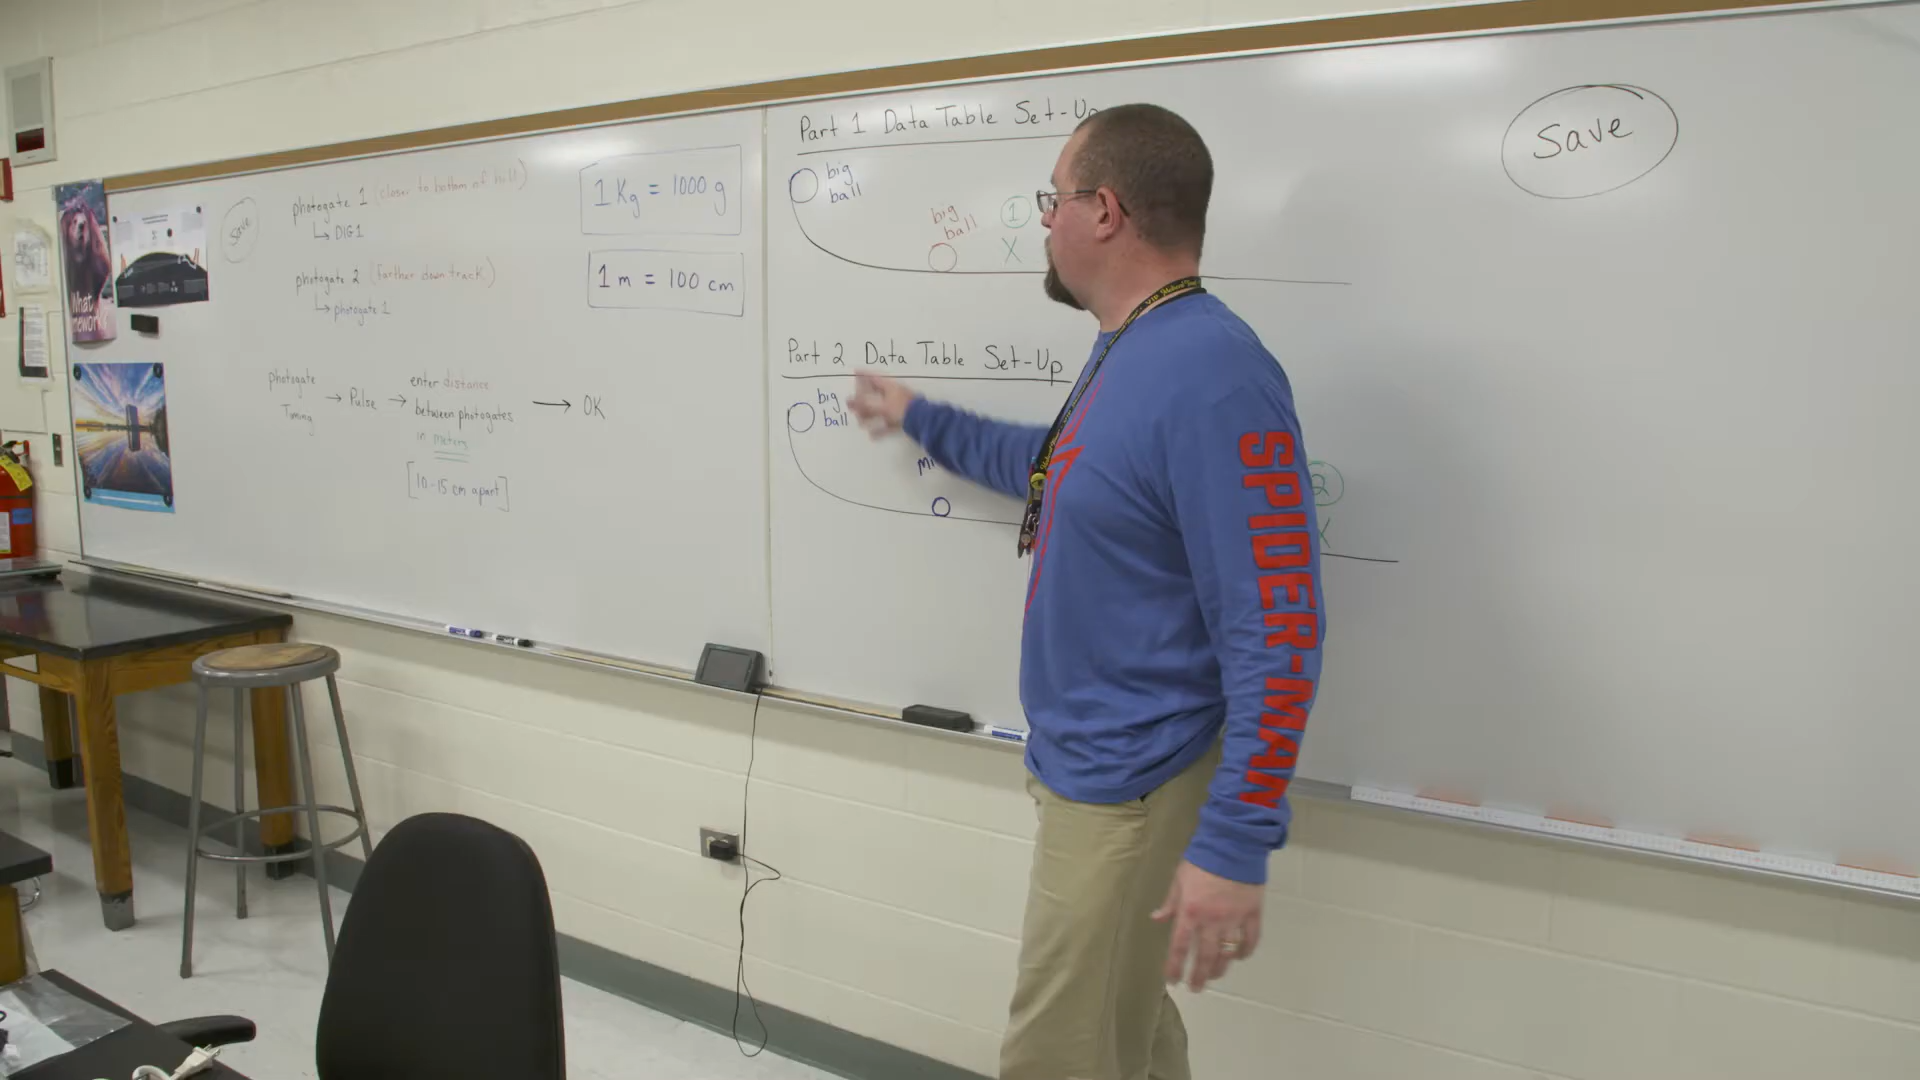 Save
photogate 1 (closer to bottom of hill)
DIG1
photogate 2 (farther down track)
photogate 1
photogate
Timing
Pulse
enter distance
between photogates
in meters
[10-15 cm apart]
OK
1 Kg = 1000 g
1 m = 100 cm
Part 1 Data Table Set-Up
big
ball
big
ball
1
X
Part 2 Data Table Set-Up
big
ball
2
X
Save
What
SPIDER-MAN